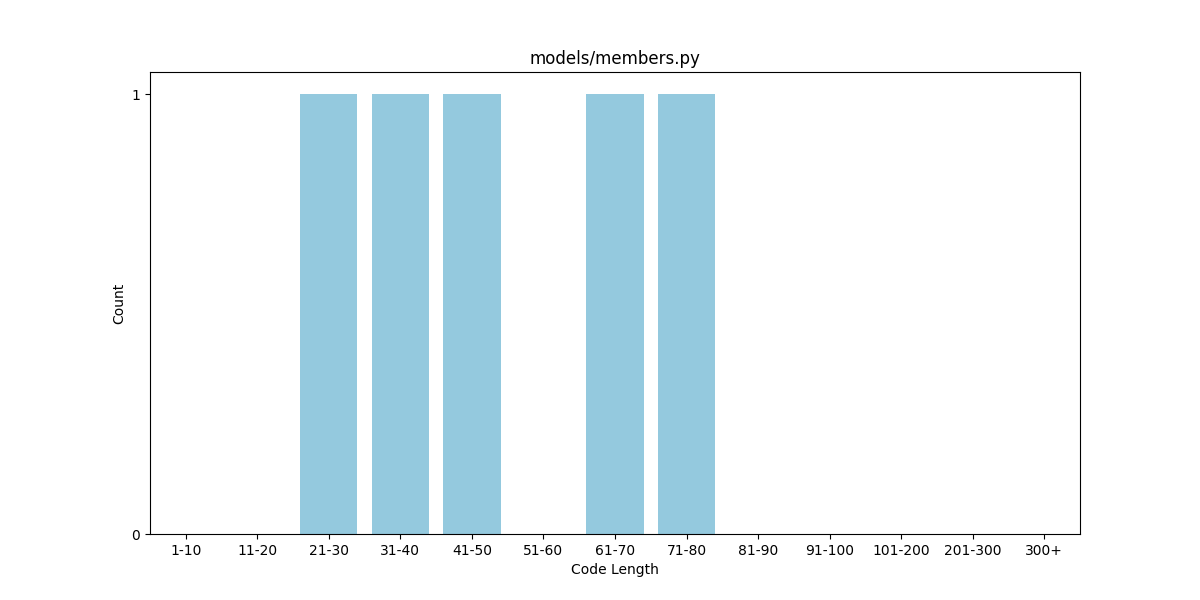 models/members.py
1
Count
0
1-10 11-20 21-30 31-40 41-50 51-60 61-70 71-80 81-90 91-100 101-200 201-300 300+
Code Length